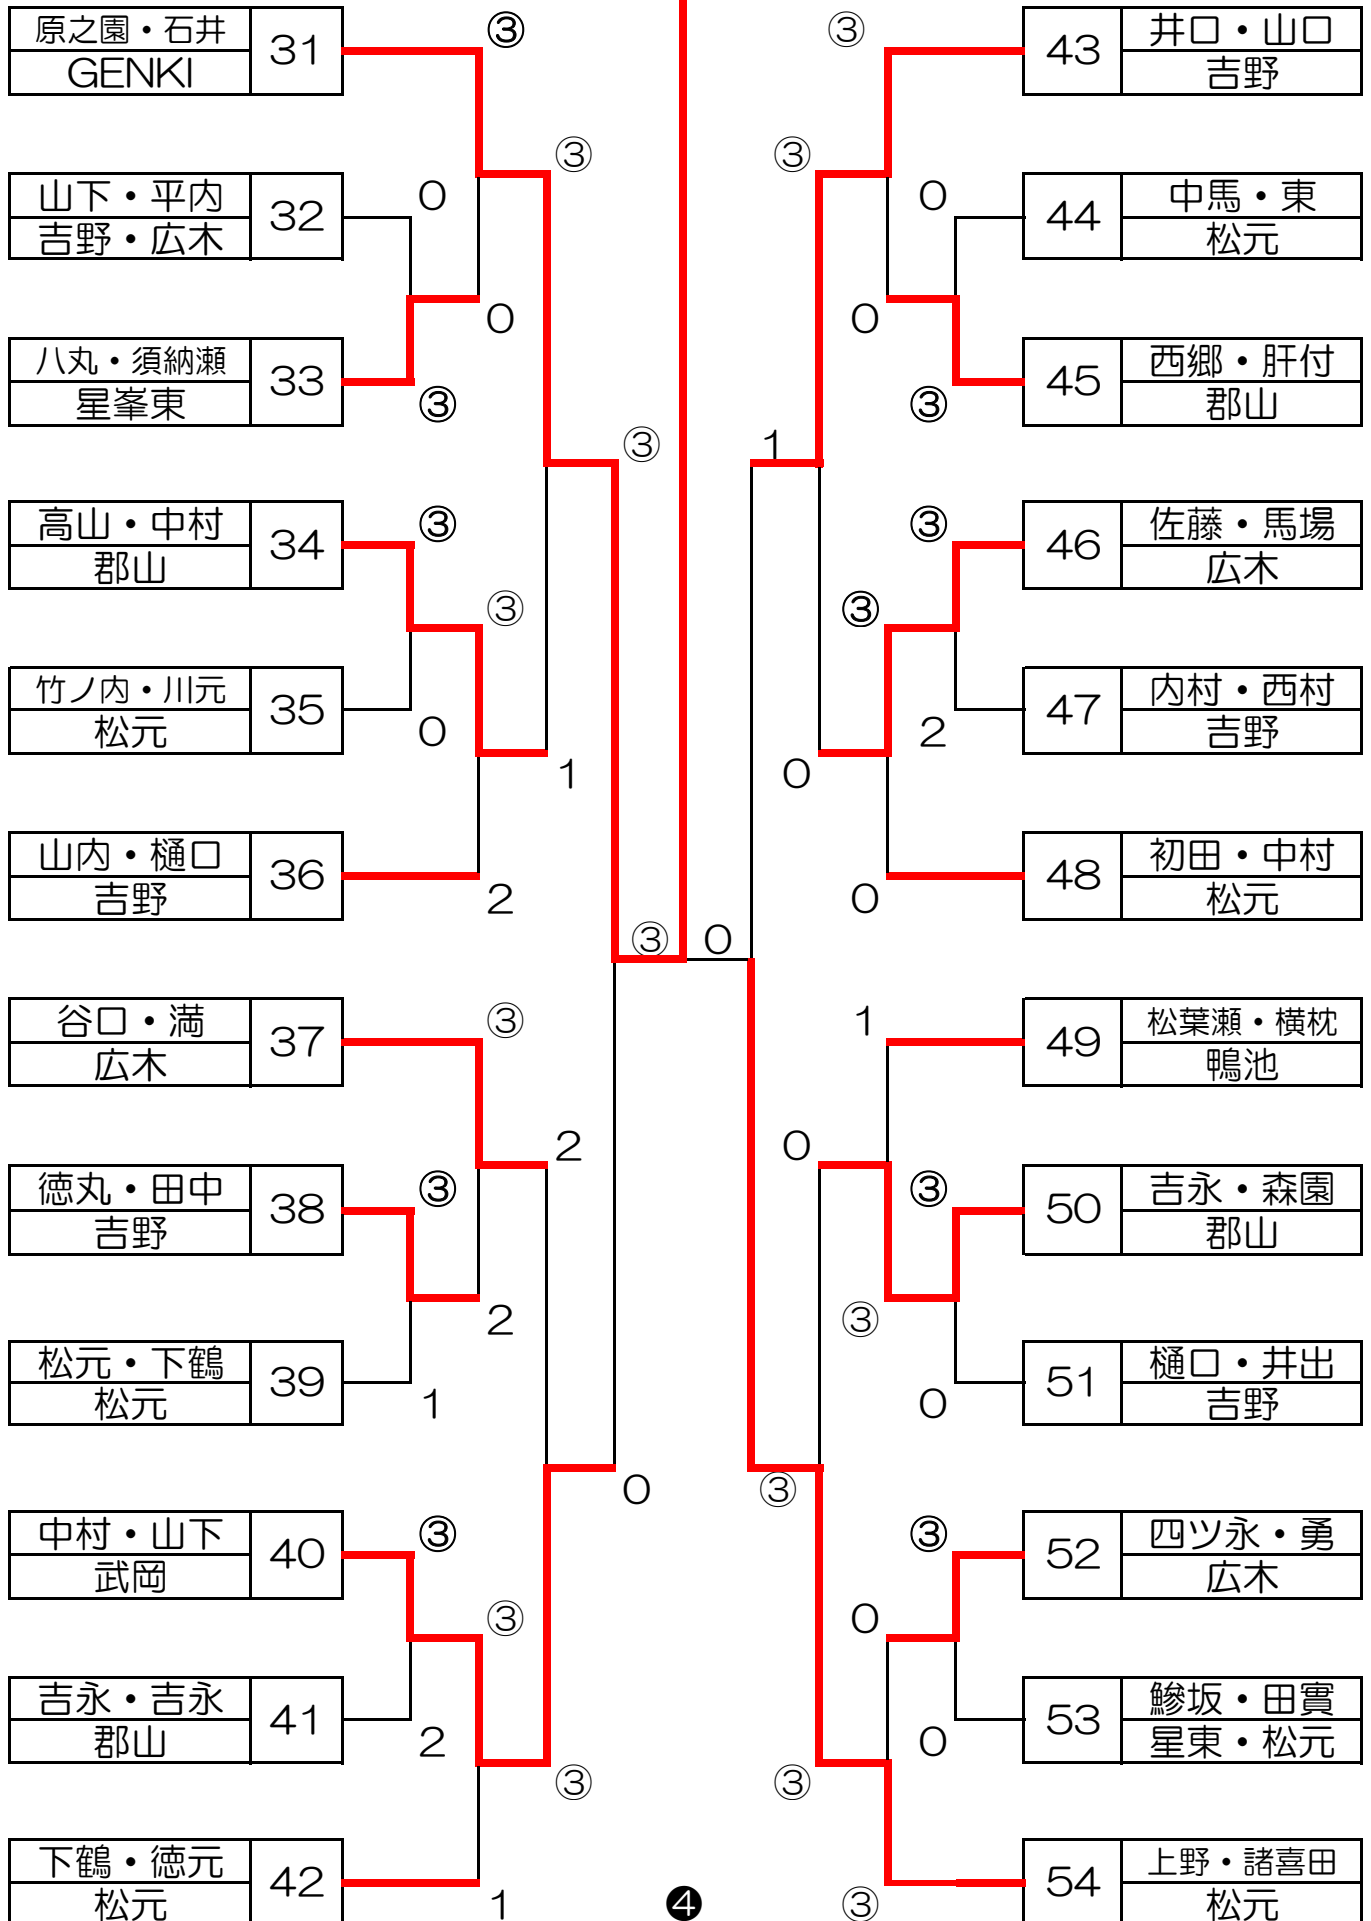 原之園・石井
31
GENKI
③
③
山下・平内
32
吉野・広木
0
0
八丸・須納瀬
33
星峯東
③
③
高山・中村
34
郡山
③
③
竹ノ内・川元
35
松元
0
1
山内・樋口
36
吉野
2
③
0
谷口・満
37
広木
③
2
徳丸・田中
38
吉野
③
2
松元・下鶴
39
松元
1
0
中村・山下
40
武岡
③
③
吉永・吉永
41
郡山
2
③
下鶴・徳元
42
松元
1
❹
③
43
井口・山口
吉野
③
0
44
中馬・東
松元
0
45
西郷・肝付
郡山
③
1
③
46
佐藤・馬場
広木
③
47
内村・西村
吉野
2
0
48
初田・中村
松元
0
1
49
松葉瀬・横枕
鴨池
0
③
50
吉永・森園
郡山
③
51
樋口・井出
吉野
0
③
③
52
四ツ永・勇
広木
0
53
鰺坂・田實
星東・松元
0
③
54
上野・諸喜田
松元
③